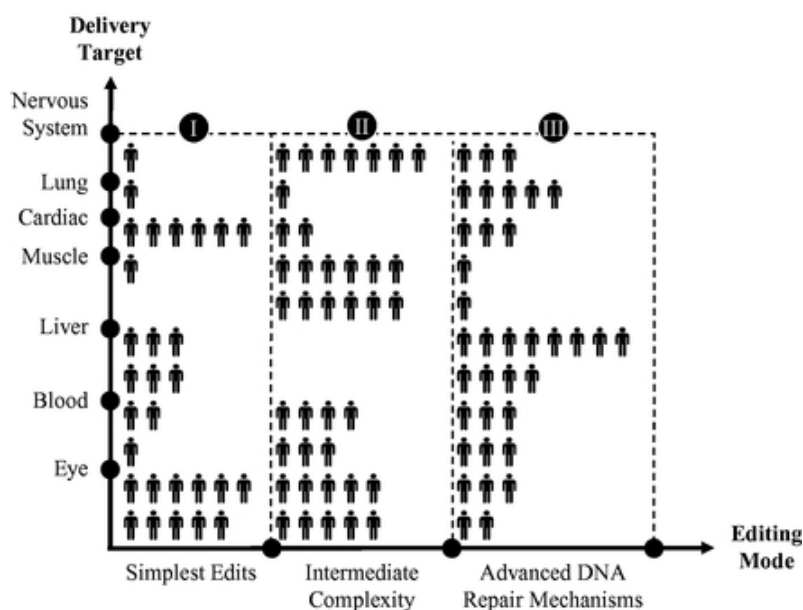 Delivery
Target
Nervous
System
I
II
III
Lung
Cardiac
Muscle
Liver
Blood
Eye
Editing
Mode
Simplest Edits
Intermediate
Complexity
Advanced DNA
Repair Mechanisms